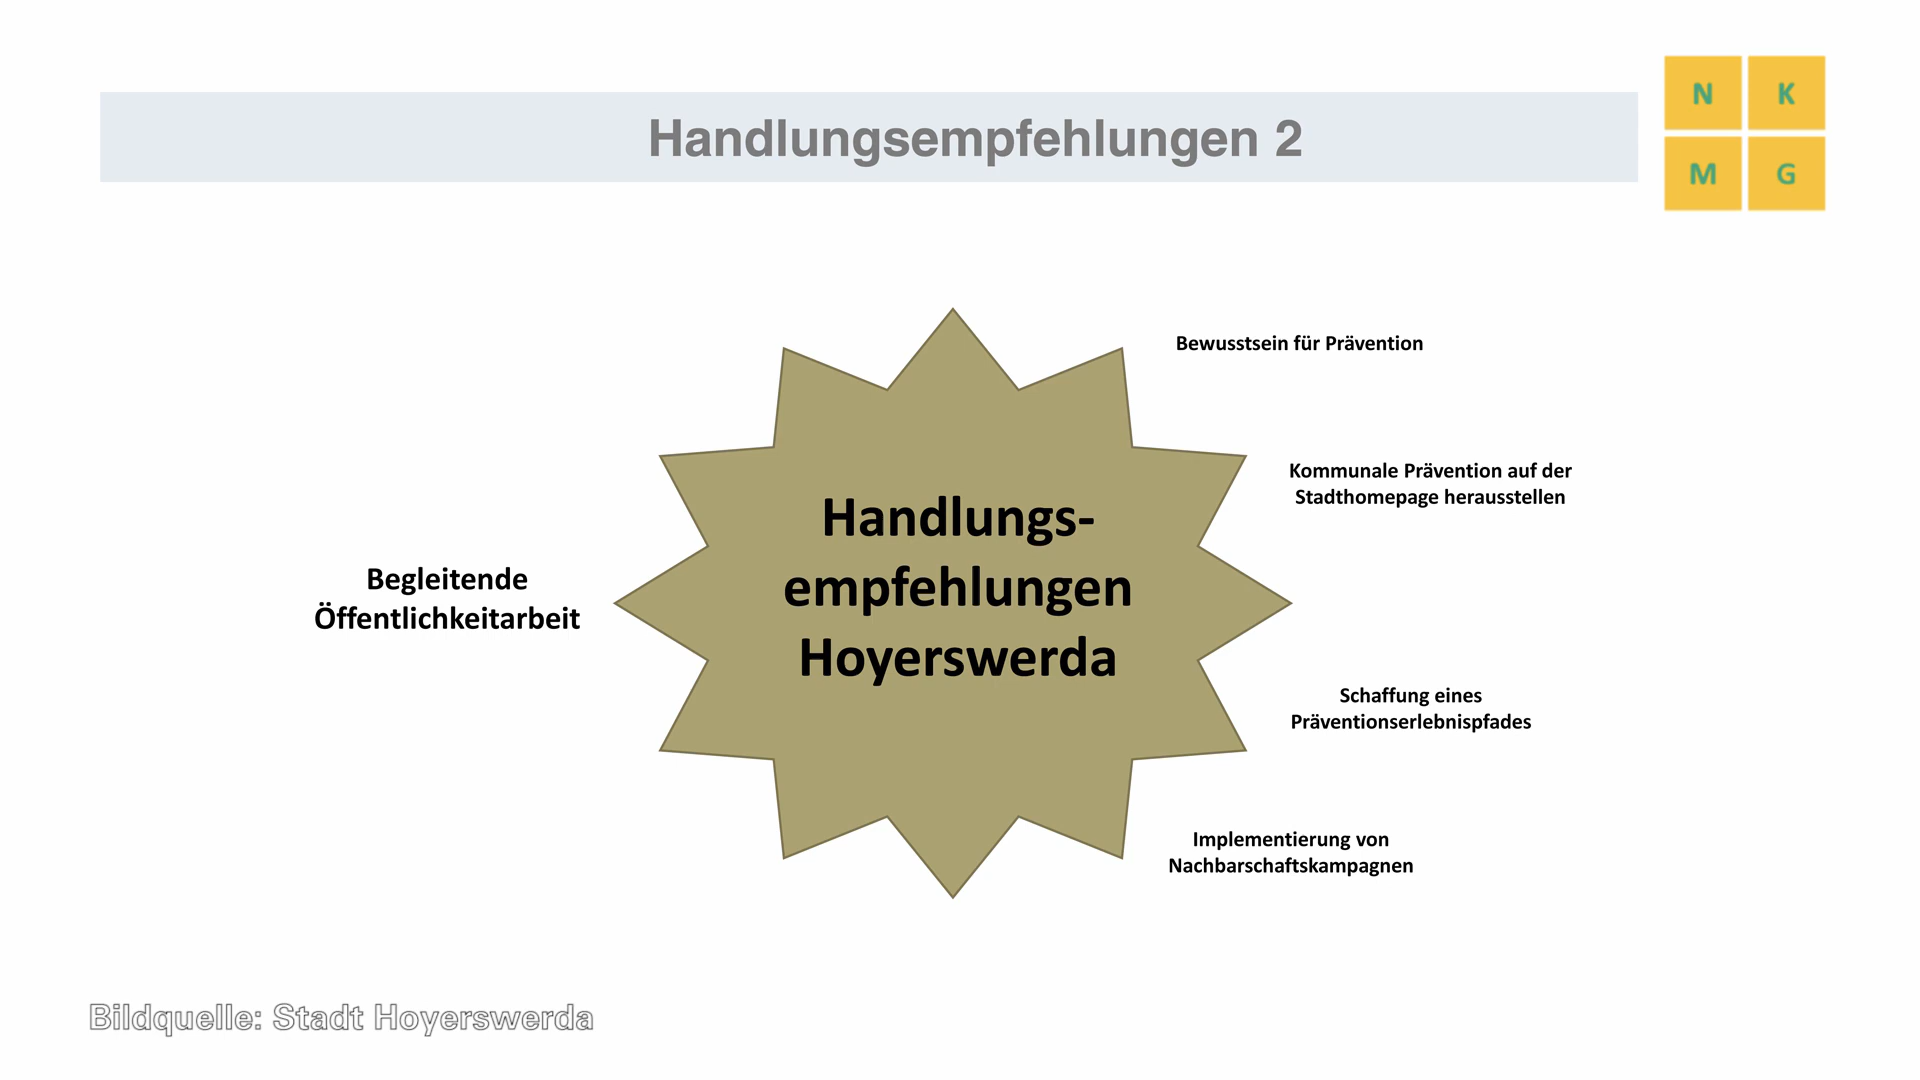 Handlungsempfehlungen 2
N K
M G
Bewusstsein für Prävention
Kommunale Prävention auf der
Stadthomepage herausstellen
Handlungs-
empfehlungen
Hoyerswerda
Begleitende
Öffentlichkeitarbeit
Schaffung eines
Präventionserlebnispfades
Implementierung von
Nachbarschaftskampagnen
Bildquelle: Stadt Hoyerswerda